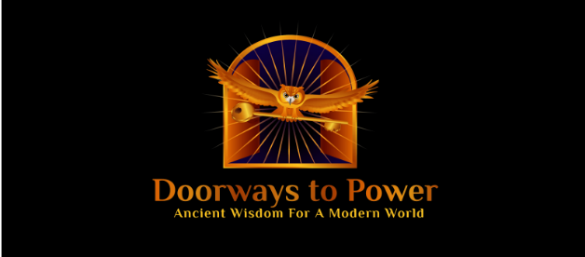 Doorways to Power
Ancient Wisdom For A Modern World